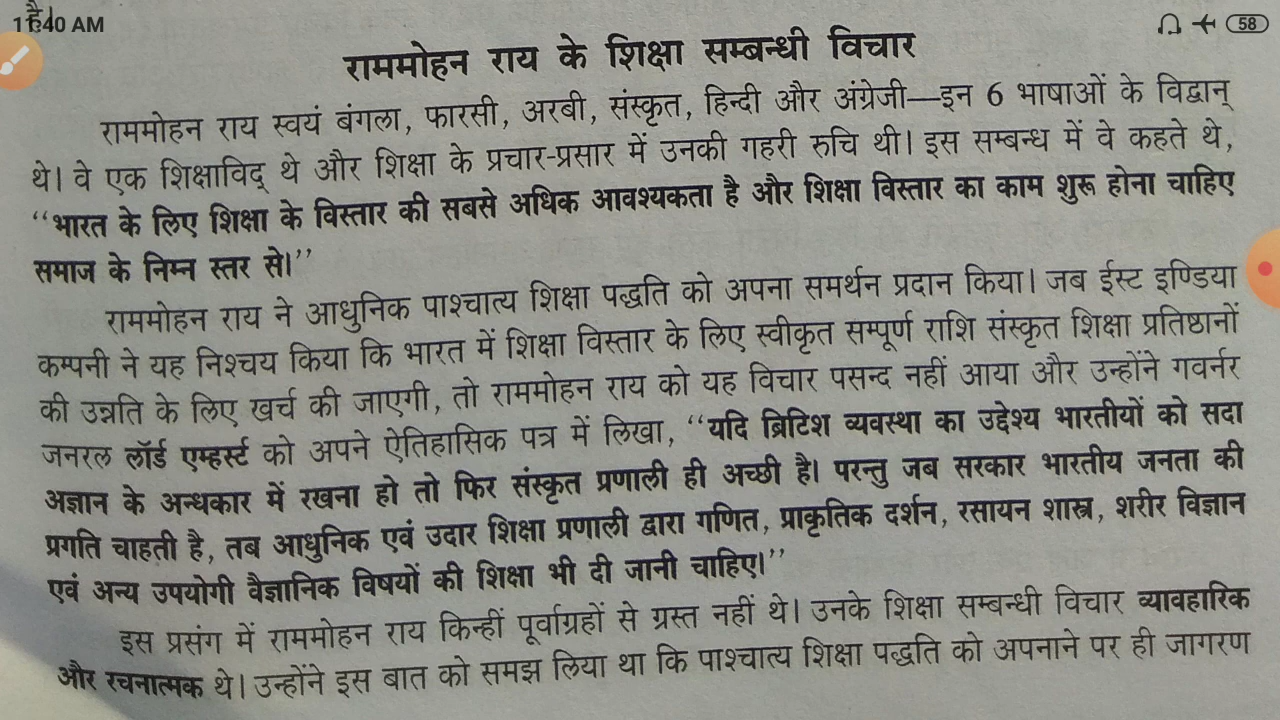 है।
11:40 AM
58
राममोहन राय के शिक्षा सम्बन्धी विचार
राममोहन राय स्वयं बंगला, फारसी, अरबी, संस्कृत, हिन्दी और अंग्रेजी—इन 6 भाषाओं के विद्वान्
थे। वे एक शिक्षाविद् थे और शिक्षा के प्रचार-प्रसार में उनकी गहरी रुचि थी। इस सम्बन्ध में वे कहते थे,
‘‘भारत के लिए शिक्षा के विस्तार की सबसे अधिक आवश्यकता है और शिक्षा विस्तार का काम शुरू होना चाहिए
समाज के निम्न स्तर से।’’
राममोहन राय ने आधुनिक पाश्चात्य शिक्षा पद्धति को अपना समर्थन प्रदान किया। जब ईस्ट इण्डिया
कम्पनी ने यह निश्चय किया कि भारत में शिक्षा विस्तार के लिए स्वीकृत सम्पूर्ण राशि संस्कृत शिक्षा प्रतिष्ठानों
की उन्नति के लिए खर्च की जाएगी, तो राममोहन राय को यह विचार पसन्द नहीं आया और उन्होंने गवर्नर
जनरल लॉर्ड एम्हर्स्ट को अपने ऐतिहासिक पत्र में लिखा, ‘‘यदि ब्रिटिश व्यवस्था का उद्देश्य भारतीयों को सदा
अज्ञान के अन्धकार में रखना हो तो फिर संस्कृत प्रणाली ही अच्छी है। परन्तु जब सरकार भारतीय जनता की
प्रगति चाहती है, तब आधुनिक एवं उदार शिक्षा प्रणाली द्वारा गणित, प्राकृतिक दर्शन, रसायन शास्त्र, शरीर विज्ञान
एवं अन्य उपयोगी वैज्ञानिक विषयों की शिक्षा भी दी जानी चाहिए।’’
इस प्रसंग में राममोहन राय किन्हीं पूर्वाग्रहों से ग्रस्त नहीं थे। उनके शिक्षा सम्बन्धी विचार व्यावहारिक
और रचनात्मक थे। उन्होंने इस बात को समझ लिया था कि पाश्चात्य शिक्षा पद्धति को अपनाने पर ही जागरण